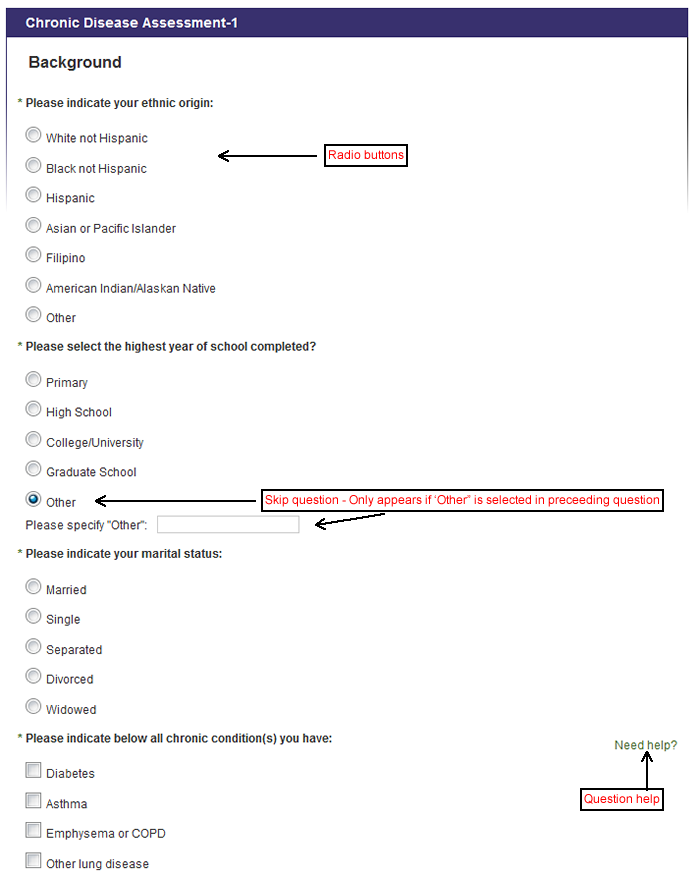 Chronic Disease Assessment-1
Background
* Please indicate your ethnic origin:
White not Hispanic
Radio buttons
Black not Hispanic
Hispanic
Asian or Pacific Islander
Filipino
American Indian/Alaskan Native
Other
* Please select the highest year of school completed?
Primary
High School
College/University
Graduate School
Other
Skip question - Only appears if ‘Other” is selected in preceeding question
Please specify "Other":
* Please indicate your marital status:
Married
Single
Separated
Divorced
Widowed
* Please indicate below all chronic condition(s) you have:
Need help?
Diabetes
Question help
Asthma
Emphysema or COPD
Other lung disease